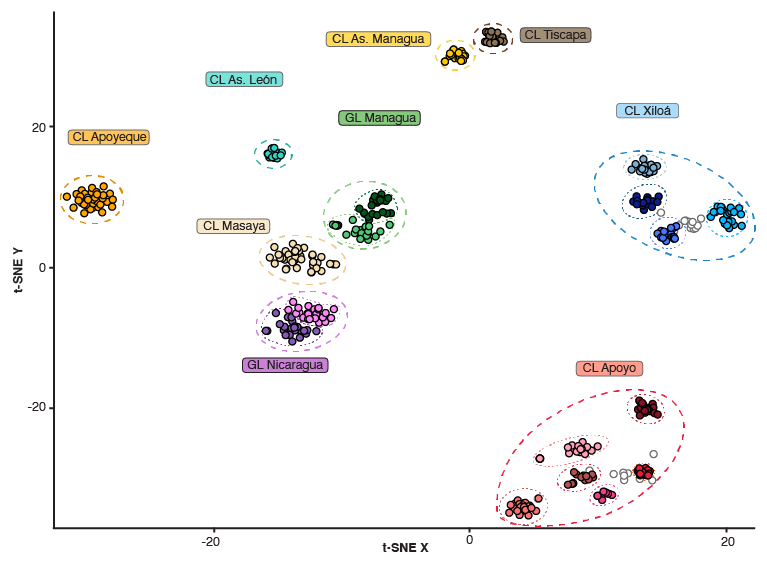 CL As. Managua
CL Tiscapa
CL As. León
CL Xiloá
GL Managua
20
CL Apoyeque
CL Masaya
t-SNE Y
0
GL Nicaragua
CL Apoyo
-20
-20
0
20
t-SNE X